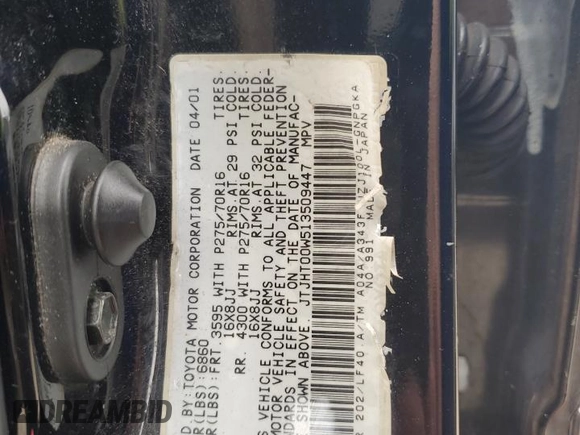 D BY:TOYOTA MOTOR CORPORATION DATE 04/01
R(LBS):6860
R(LBS):FRT. 3595 WITH P275/70R16 TIRES.
16X8JJ RIMS.AT 29 PSI COLD.
RR. 4300 WITH P275/70R16 TIRES.
16X8JJ RIMS.AT 32 PSI COLD.
S VEHICLE CONFORMS TO ALL APPLICABLE FEDER-
MOTOR VEHICLE SAFETY AND THEFT PREVENTION
NDARDS IN EFFECT ON THE DATE OF MANUFAC-
SHOWN ABOVE JTJHT00W513509447 MPV
R 202/LF40 A/TM A04A/A343F ZJ100L-GNPGKA
NO 991 JAPAN
DREAMBID